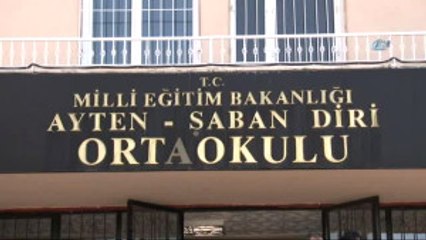 T.C.
MİLLİ EĞİTİM BAKANLIĞI
AYTEN - ŞABAN DİRİ
ORTAOKULU